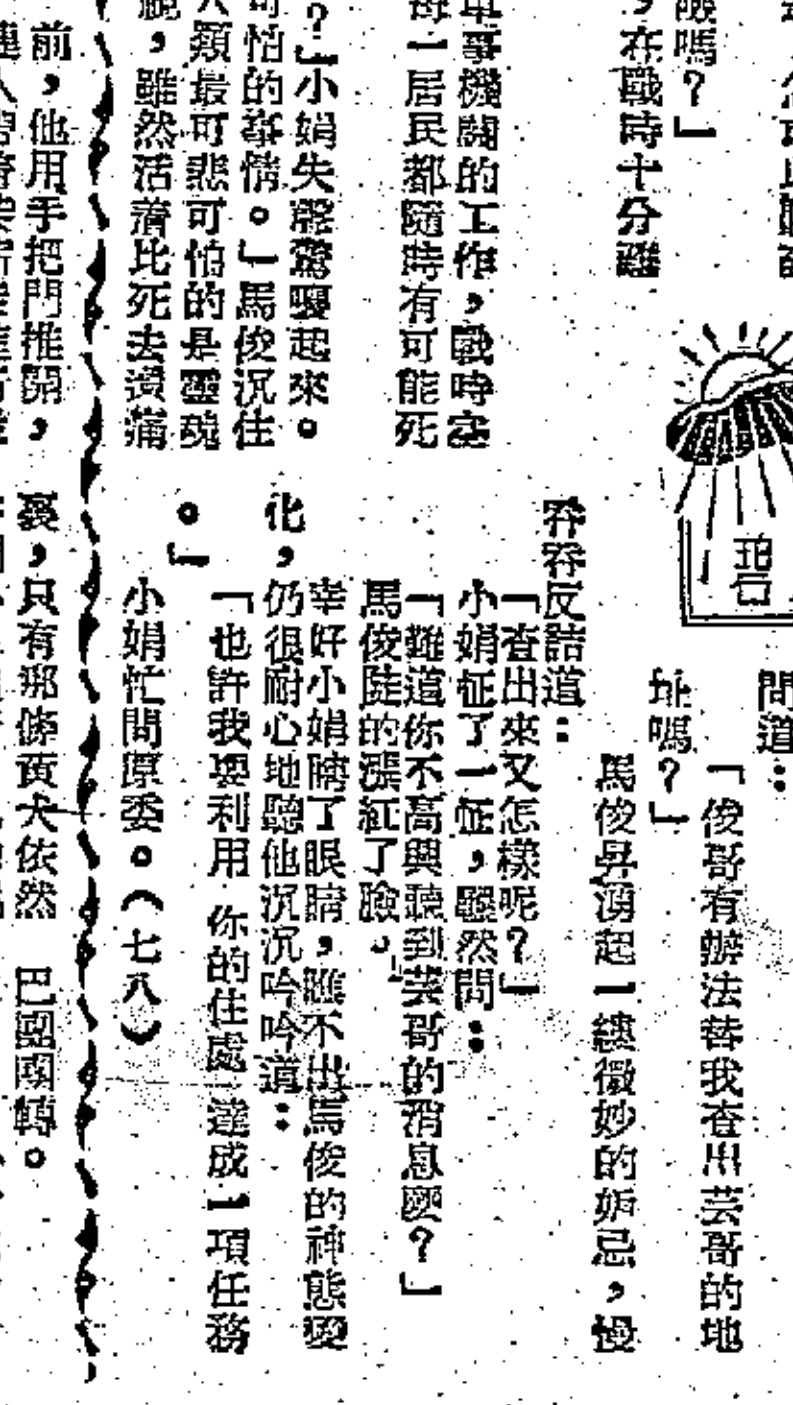 險嗎？」
，在戰時十分難
軍事機關的工作，戰時
每一居民都隨時有可能死
？」小娟失聲驚嚷起來。
可怕的事情。」馬俊沉住
人類最可悲可怕的是靈魂
，雖然活着比死去還痛
問道：
「俊哥有辦法替我查出芸哥的地
址嗎？」
馬俊昇湧起一縷微妙的妒忌，慢
吞吞反詰道：
「查出來又怎樣呢？」
小娟怔了一怔，囁然問：
「難道你不高興聽到芸哥的消息麼？」
馬俊陡的漲紅了臉。」
幸好小娟瞎了眼睛，瞧不出馬俊的神態變
化，仍很耐心地聽他沉沉吟吟道：
「也許我要利用你的住處達成一項任務
。」
小娟忙問原委。（七八）
前，他用手把門推開，
裏，只有那條黃犬依然
巴團團轉。